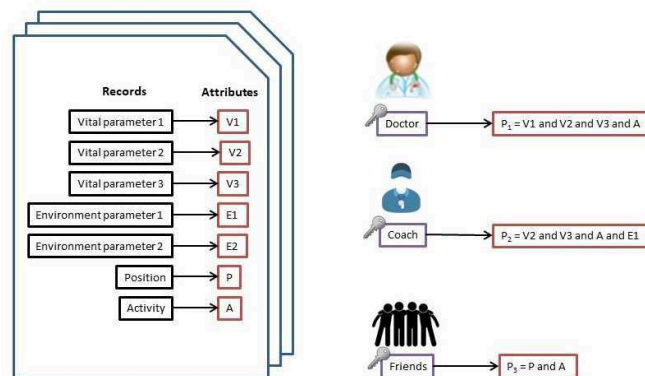 Records Attributes
Vital parameter 1 V1
Vital parameter 2 V2
Vital parameter 3 V3
Environment parameter 1 E1
Environment parameter 2 E2
Position P
Activity A
Doctor P1 = V1 and V2 and V3 and A
Coach P2 = V2 and V3 and A and E1
Friends P3 = P and A